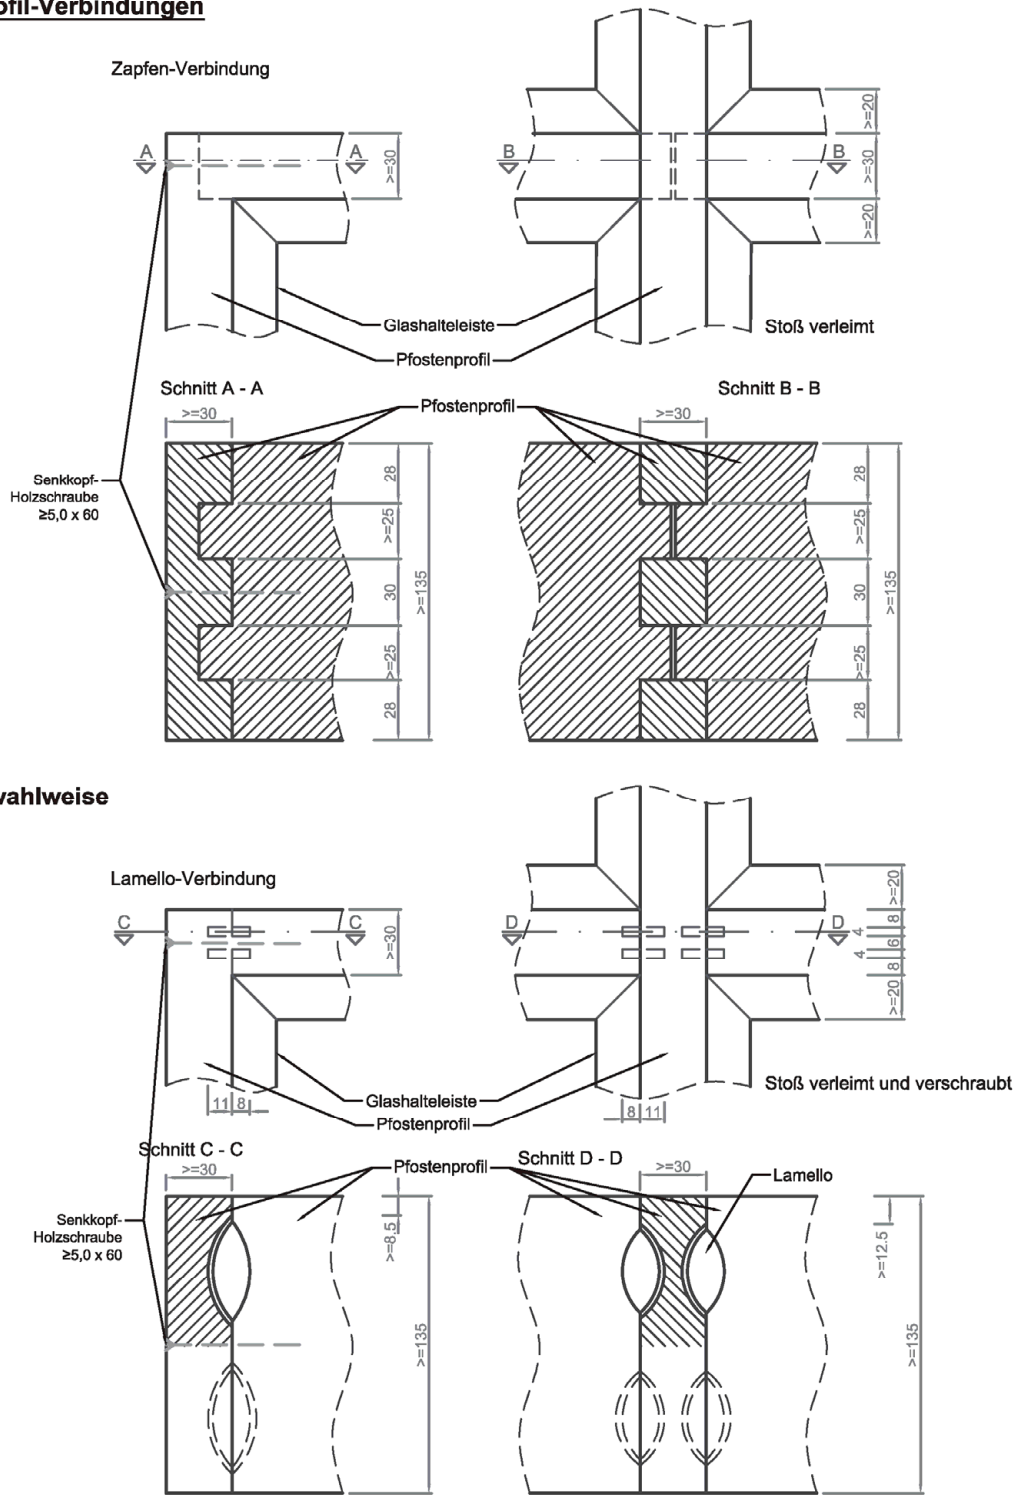 ofil-Verbindungen
Zapfen-Verbindung
A
A
>=30
B
B
>=20
>=30
>=20
Glashalteleiste
Pfostenprofil
Stoß verleimt
Schnitt A - A
Schnitt B - B
>=30
Pfostenprofil
>=30
Senkkopf-
Holzschraube
≥5,0 x 60
28
>=25
30
>=25
28
>=135
28
>=25
30
>=25
28
>=135
wahlweise
Lamello-Verbindung
C
C
>=30
D
D
>=20
8
4
6
4
8
>=20
Glashalteleiste
Pfostenprofil
Stoß verleimt und verschraubt
11
8
8
11
Schnitt C - C
Schnitt D - D
>=30
Pfostenprofil
>=30
Lamello
Senkkopf-
Holzschraube
≥5,0 x 60
>=8.5
>=135
>=12.5
>=135